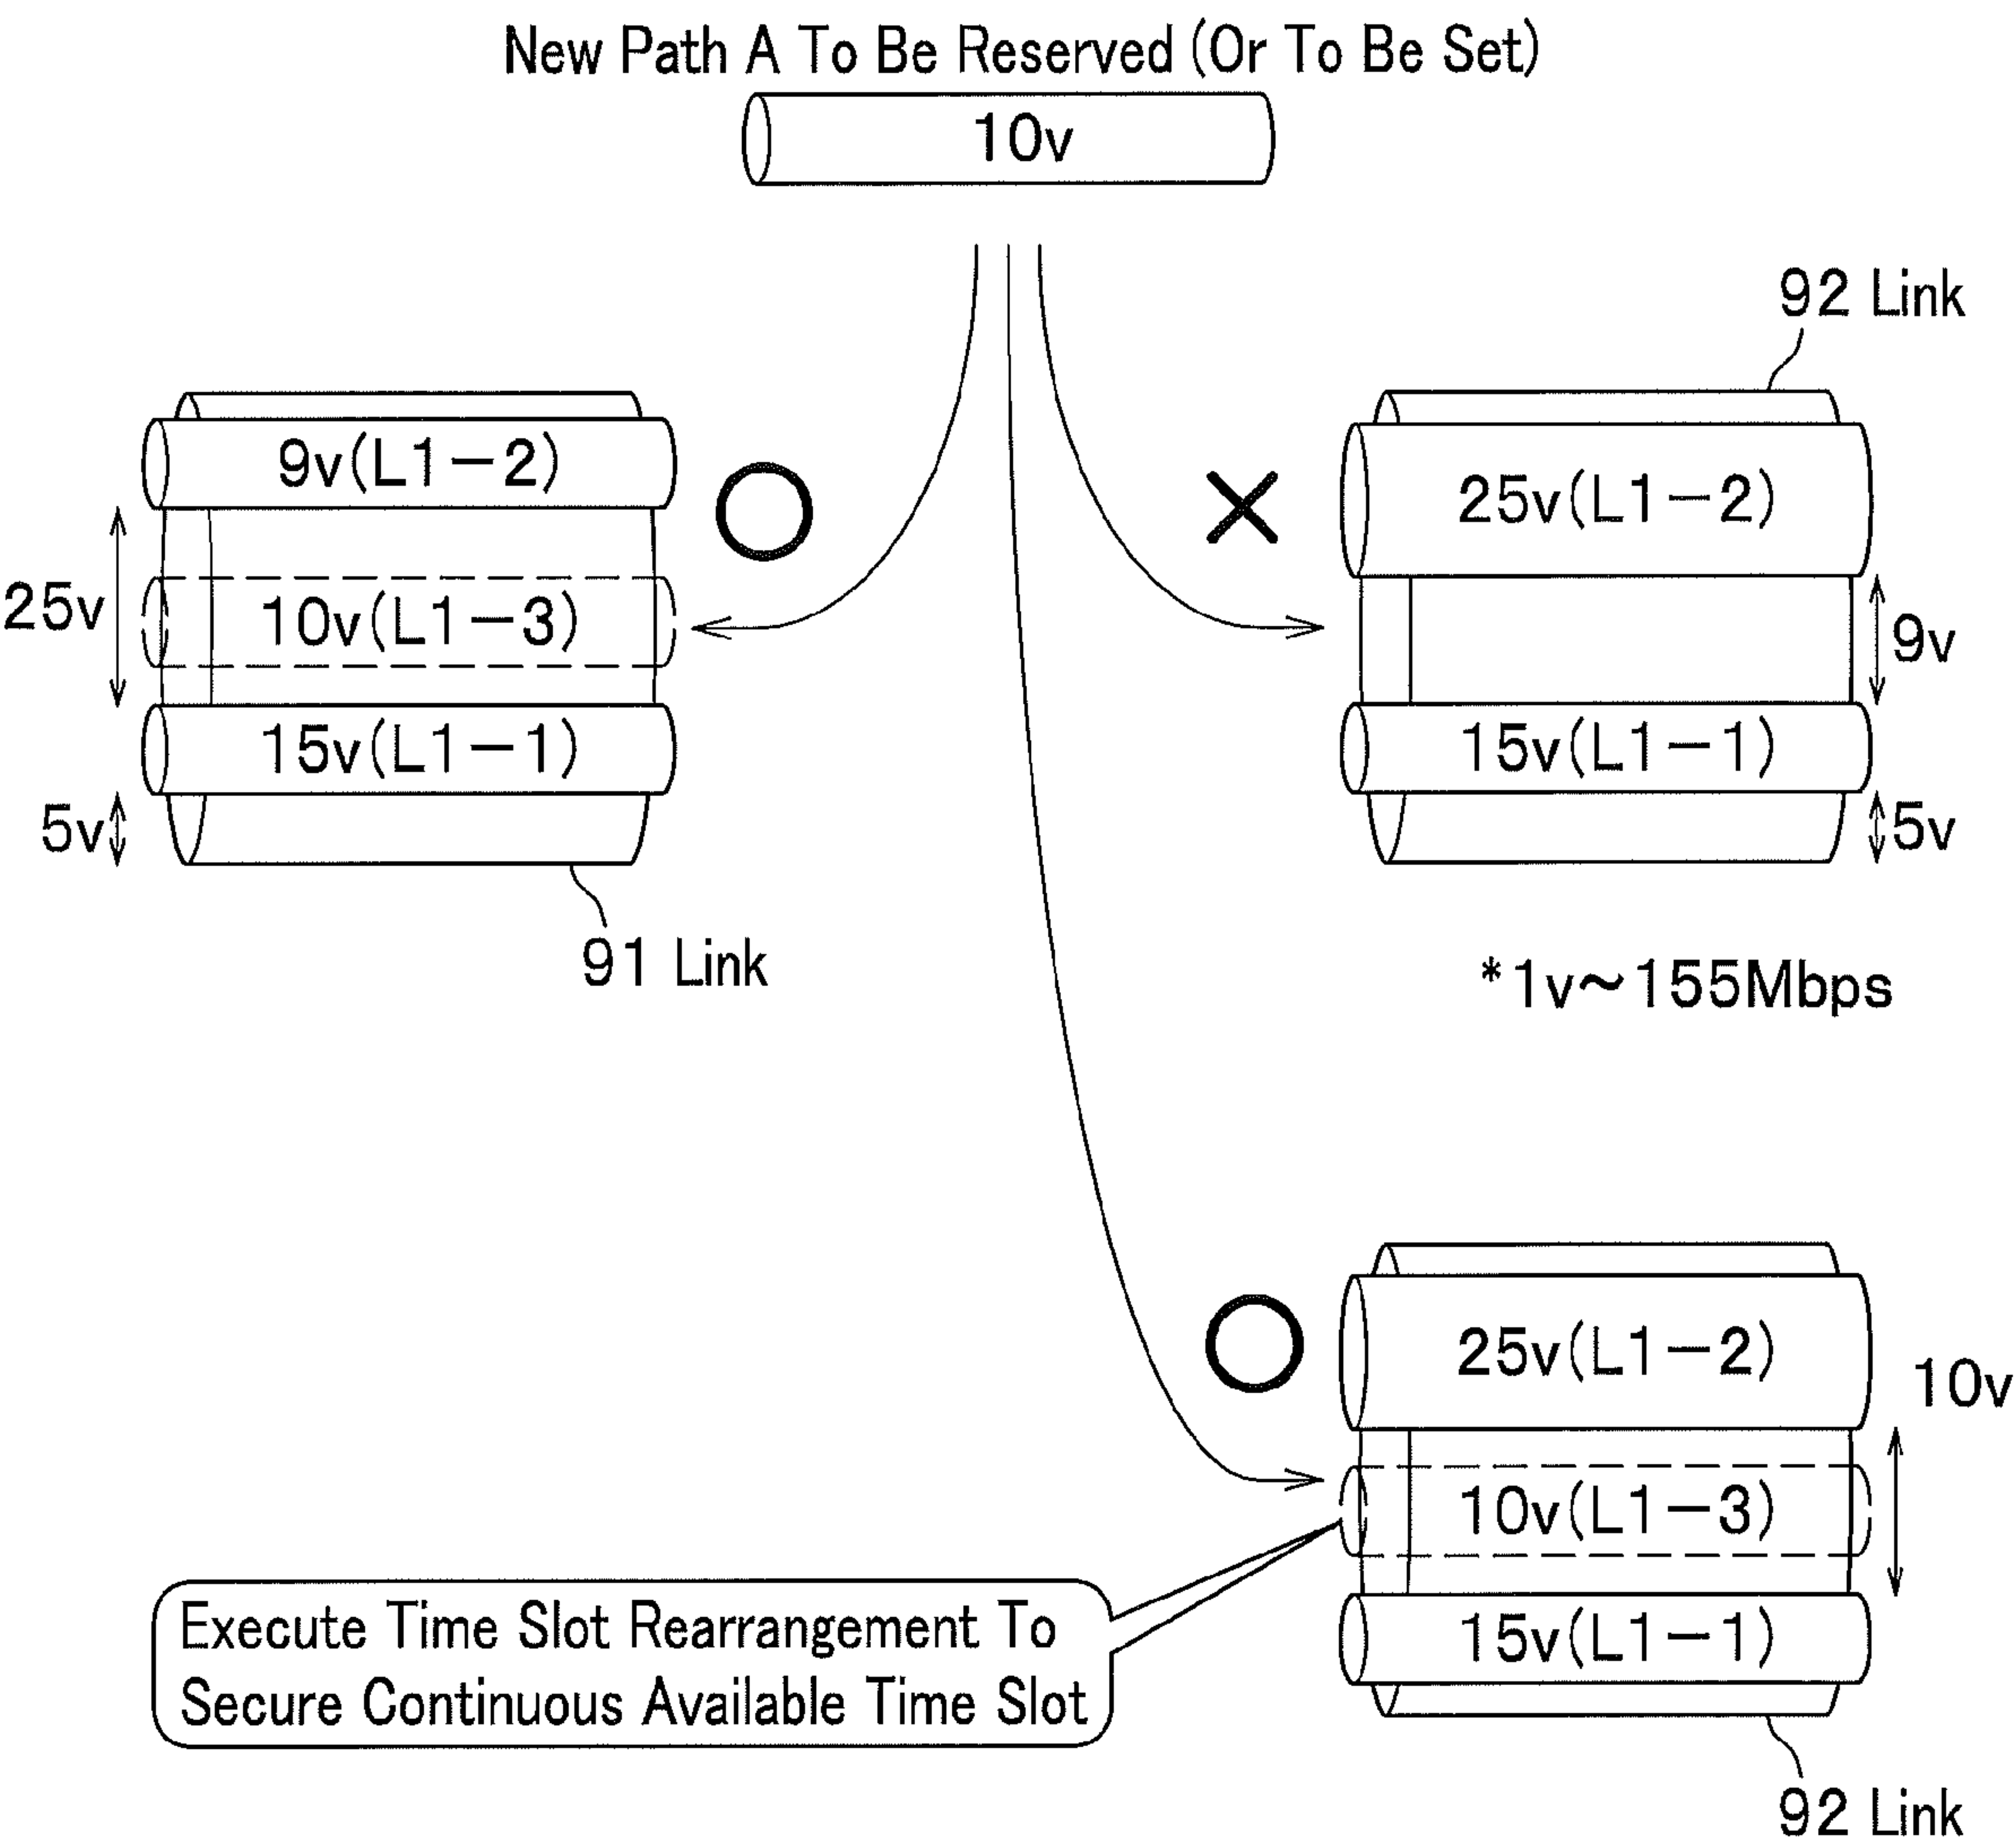 New Path A To Be Reserved (Or To Be Set)
10v
92 Link
9v(L1-2)
25v
10v(L1-3)
15v(L1-1)
5v
91 Link
25v(L1-2)
9v
15v(L1-1)
5v
*1v~155Mbps
25v(L1-2)
10v
10v(L1-3)
15v(L1-1)
92 Link
Execute Time Slot Rearrangement To
Secure Continuous Available Time Slot